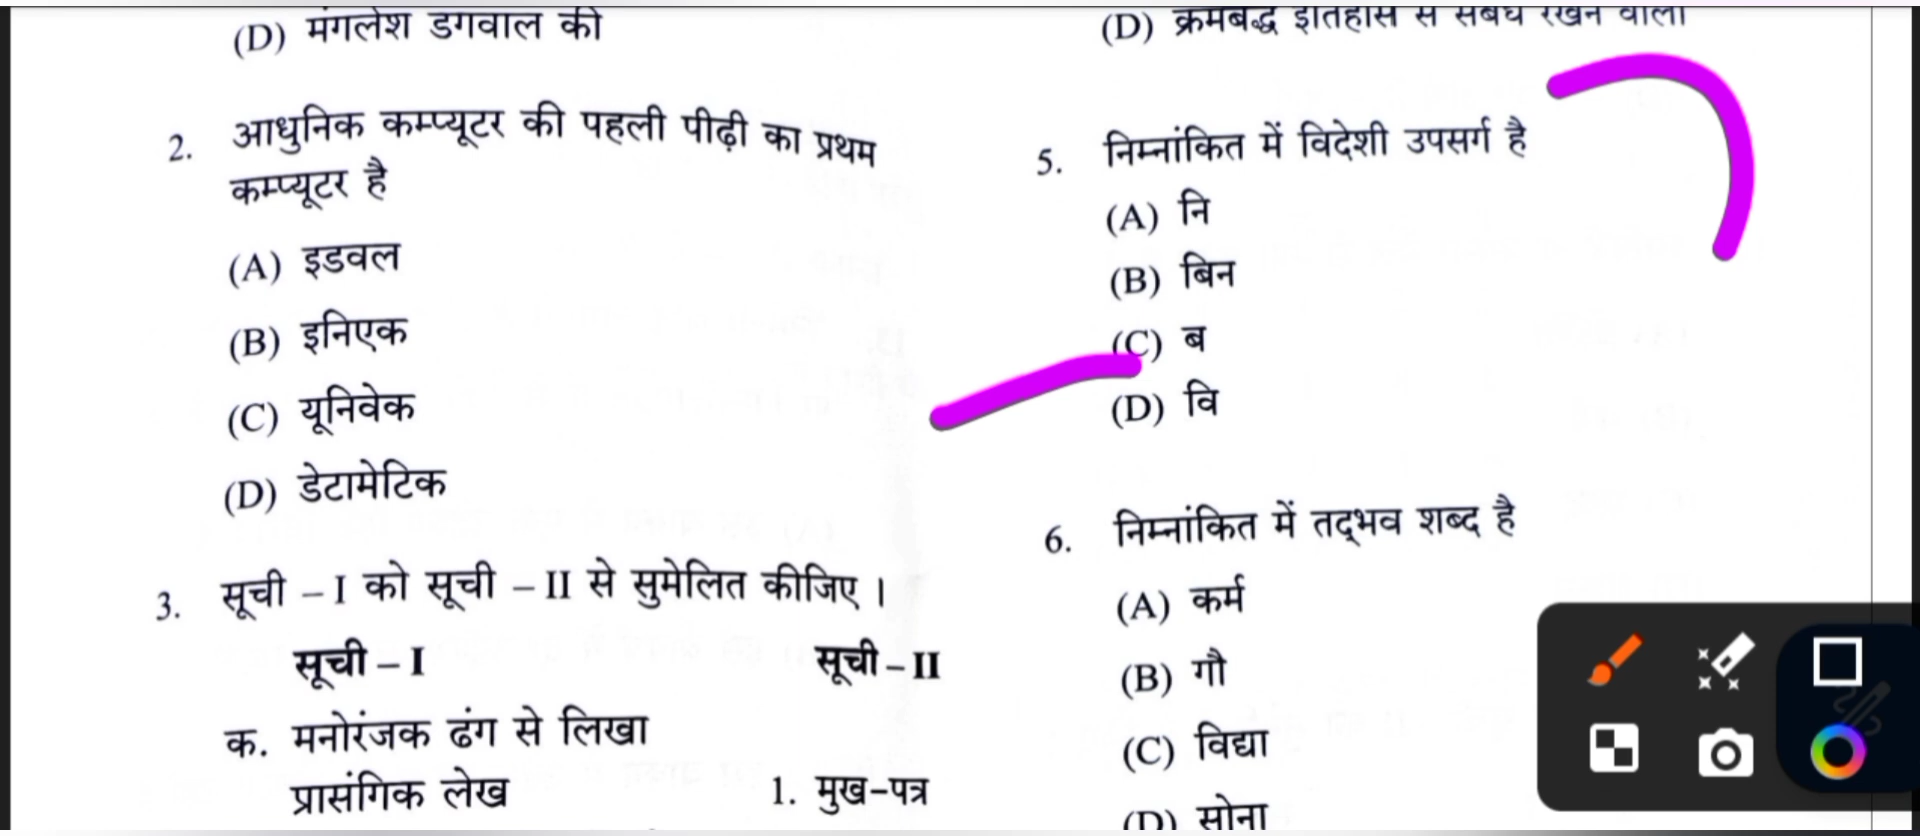 (D) मंगलेश डगवाल की
2. आधुनिक कम्प्यूटर की पहली पीढ़ी का प्रथम
कम्प्यूटर है
(A) इडवल
(B) इनिएक
(C) यूनिवेक
(D) डेटामेटिक
3. सूची – I को सूची – II से सुमेलित कीजिए ।
सूची – I सूची – II
क. मनोरंजक ढंग से लिखा
प्रासंगिक लेख 1. मुख-पत्र
(D) क्रमबद्ध इतिहास से संबंध रखने वाला
5. निम्नांकित में विदेशी उपसर्ग है
(A) नि
(B) बिन
(C) ब
(D) वि
6. निम्नांकित में तद्भव शब्द है
(A) कर्म
(B) गौ
(C) विद्या
(D) सोना